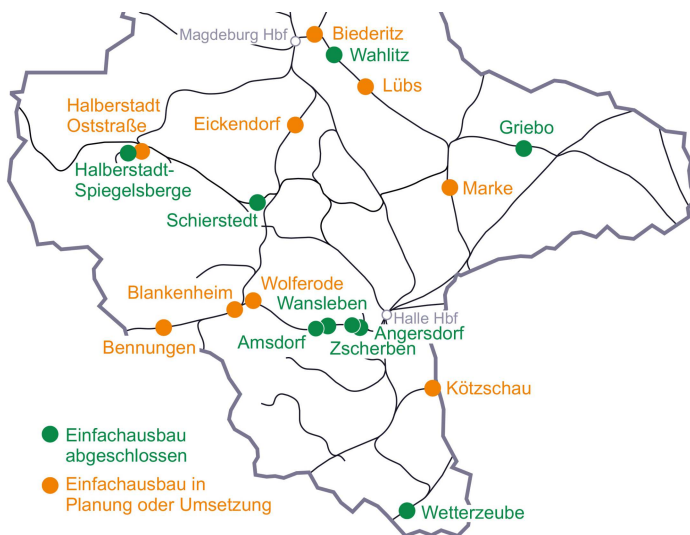 Magdeburg Hbf
Biederitz
Wahlitz
Lübs
Halberstadt
Oststraße
Eickendorf
Griebo
Halberstadt-
Spiegelsberge
Marke
Schierstedt
Blankenheim
Wolferode
Wansleben
Halle Hbf
Bennungen
Amsdorf
Angersdorf
Zscherben
Kötzschau
Einfachausbau
abgeschlossen
Einfachausbau in
Planung oder Umsetzung
Wetterzeube